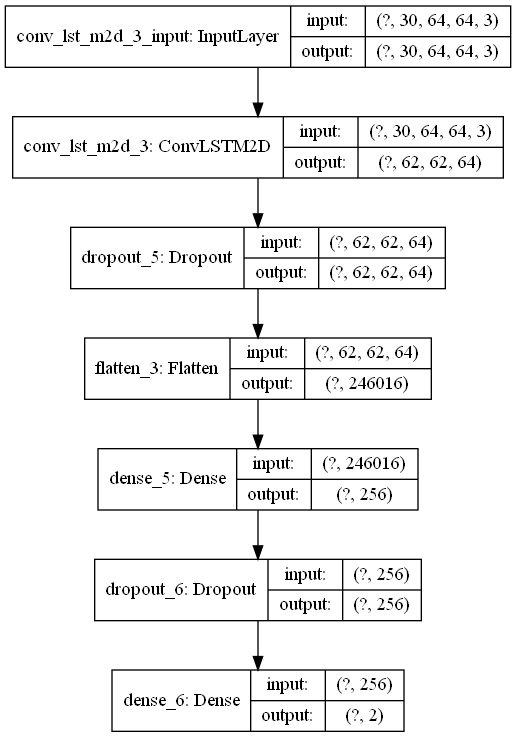 conv_lst_m2d_3_input: InputLayer
input: (?, 30, 64, 64, 3)
output: (?, 30, 64, 64, 3)
conv_lst_m2d_3: ConvLSTM2D
input: (?, 30, 64, 64, 3)
output: (?, 62, 62, 64)
dropout_5: Dropout
input: (?, 62, 62, 64)
output: (?, 62, 62, 64)
flatten_3: Flatten
input: (?, 62, 62, 64)
output: (?, 246016)
dense_5: Dense
input: (?, 246016)
output: (?, 256)
dropout_6: Dropout
input: (?, 256)
output: (?, 256)
dense_6: Dense
input: (?, 256)
output: (?, 2)